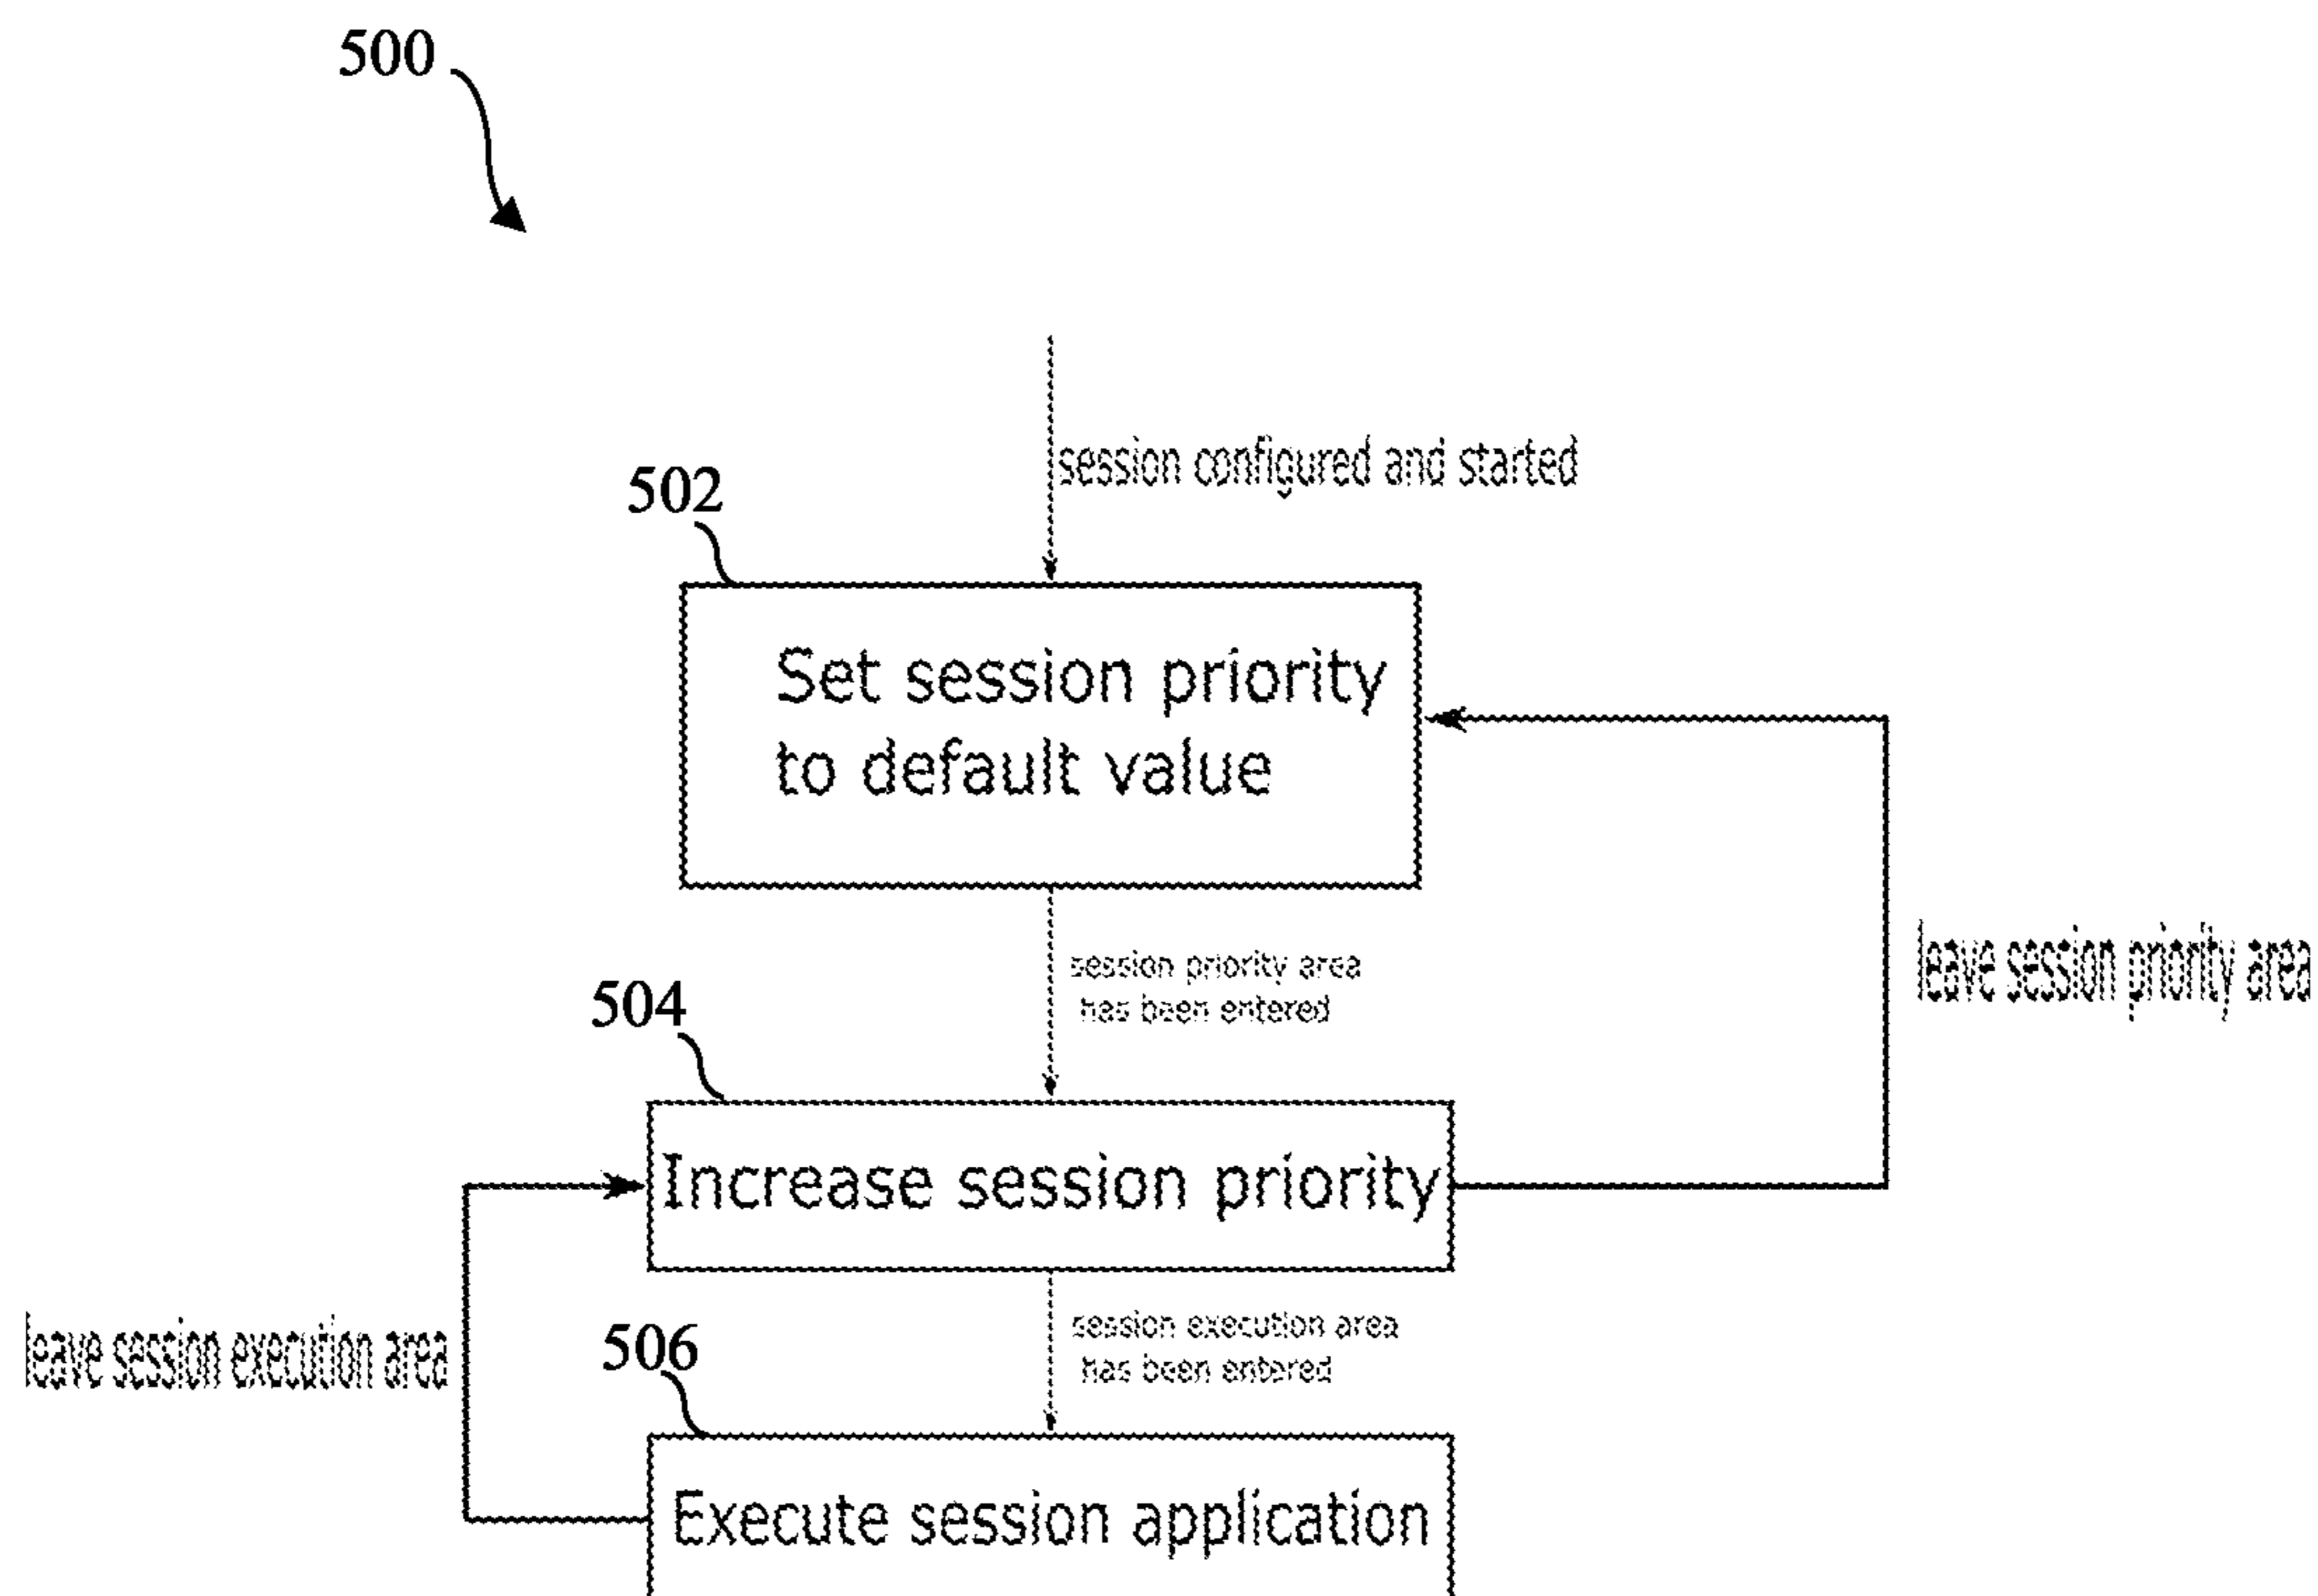 500
session configured and started
502
Set session priority
to default value
session priority area
has been entered
leave session priority area
504
Increase session priority
session execution area
has been entered
leave session execution area
506
Execute session application